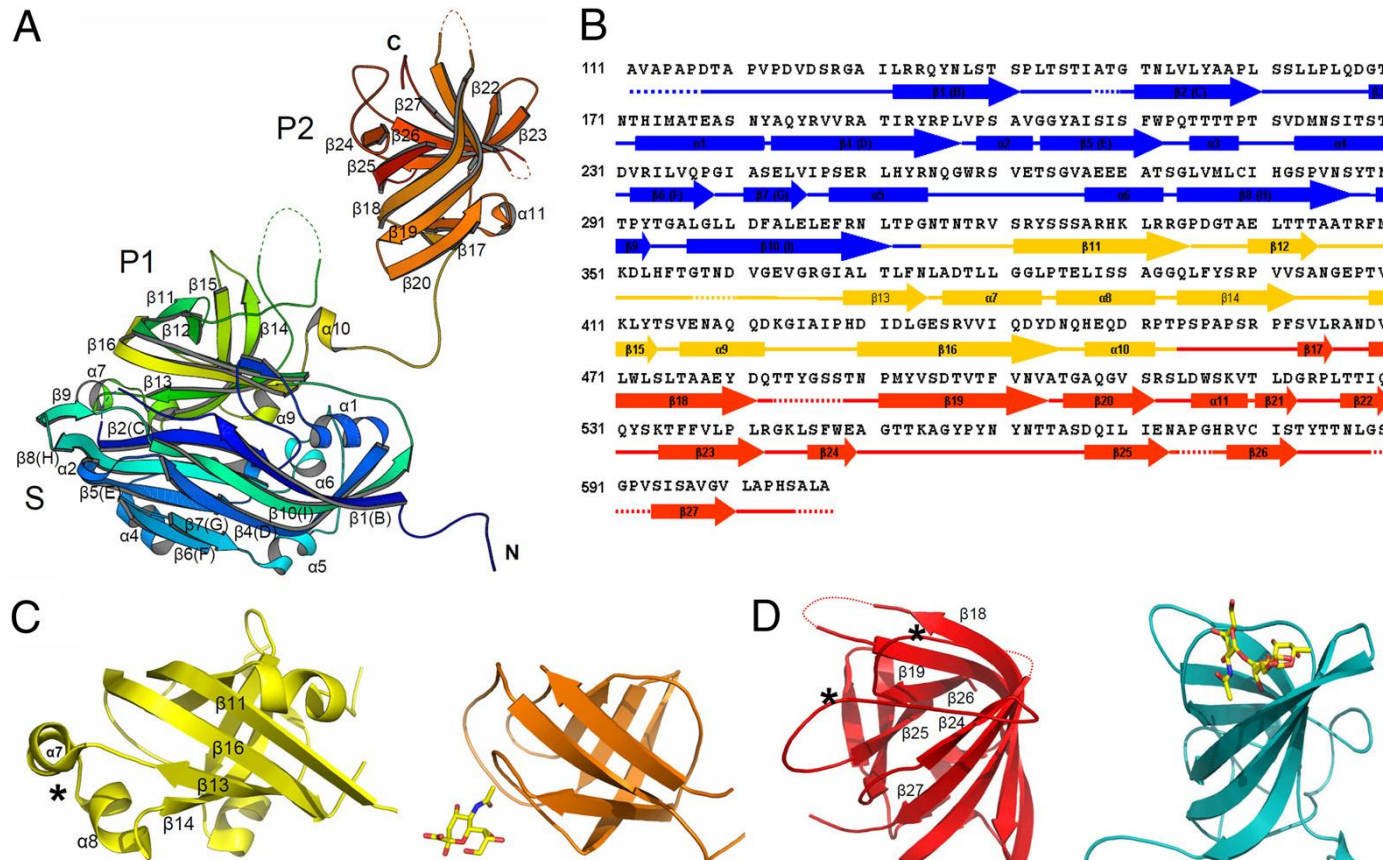 A
C
P2
β22
β27
β23
β24
β26
β25
β18
α11
β19
β17
β20
P1
β15
β11
β12
β14
α10
β16
β13
α7
β9
α9
α1
β2(C
β8(H)
α2
α6
β5(E)
S
β10(I)
β1(B)
β7(G)
β4(D)
α4
β6(F)
α5
N
B
111 AVAPAPDTA PVPDVDSRGA ILRRQYNLST SPLTSTIATG TNLVLYAAPL SSLLPLQDGT
β1 (H) β2 (C)
171 NTHIMATEAS NYAQYRVVRA TIRYRPLVPS AVGGYAISIS FWPQTTTTPT SVDMNSITST
α1 β4 (D) α2 β5 (E) α3 α4
231 DVRILVQPGI ASELVIPSER LHYRNQGWRS VETSGVAEEE ATSGLVMLCI HGSPVNSYTN
β6 (F) β7 (G) α5 α6 β8 (H)
291 TPYTGALGLL DFALELEFRN LTPGNTNTRV SRYSSSARHK LRRGPDGTAE LTTTAATRFM
β9 β10 (I) β11 β12
351 KDLHFTGTND VGEVGRGIAL TLFNLADTLL GGLPTELISS AGGQLFYSRP VVSANGEPTV
β13 α7 α8 β14
411 KLYTSVENAQ QDKGIAIPHD IDLGESRVVI QDYDNQHEQD RPTPSPAPSR PFSVLRANDV
β15 α9 β16 α10 β17
471 LWLSLTAAEY DQTTYGSSTN PMYVSDTVTF VNVATGAQGV SRSLDWSKVT LDGRPLTTIQ
β18 β19 β20 α11 β21 β22
531 QYSKTFFVLP LRGKLSFWEA GTTKAGYPYN YNTTASDQIL IENAPGHRVC ISTYTTNLGS
β23 β24 β25 β26
591 GPVSISAVGV LAPHSALA
β27
C
β11
β16
α7
*
β13
α8
β14
D
β18
*
β19
*
β26
β24
β25
β27